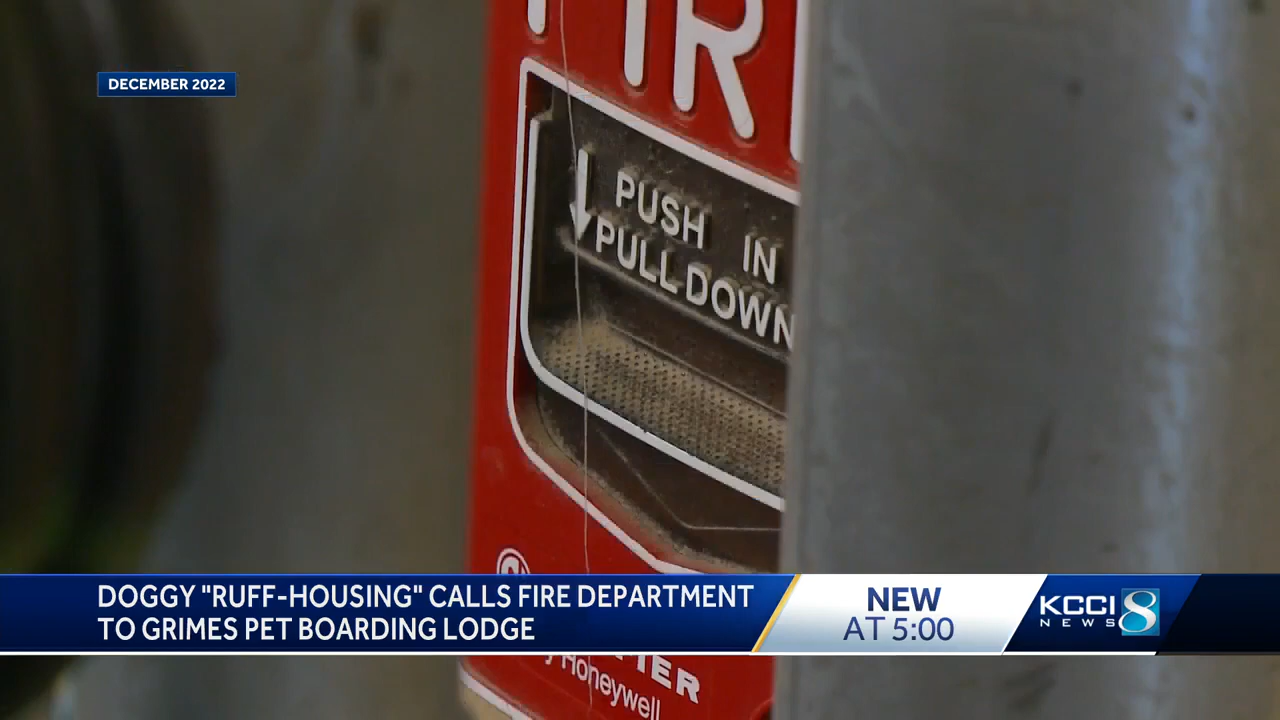 DECEMBER 2022
PUSH IN
PULL DOWN
DOGGY "RUFF-HOUSING" CALLS FIRE DEPARTMENT
TO GRIMES PET BOARDING LODGE
NEW
AT 5:00
KCCI 8
NEWS
Honeywell